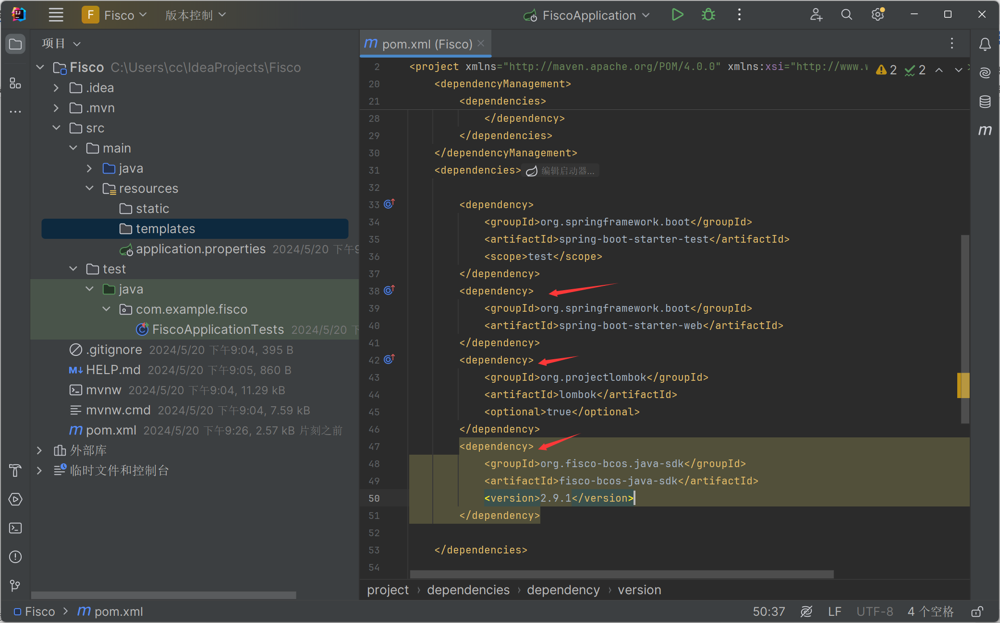 F Fisco 版本控制 FiscoApplication
项目
pom.xml (Fisco)
Fisco C:\Users\cc\IdeaProjects\Fisco
.idea
.mvn
src
main
java
resources
static
templates
application.properties 2024/5/20 下午9
test
java
com.example.fisco
FiscoApplicationTests 2024/5/20 下
.gitignore 2024/5/20 下午9:04, 395 B
HELP.md 2024/5/20 下午9:05, 860 B
mvnw 2024/5/20 下午9:04, 11.29 kB
mvnw.cmd 2024/5/20 下午9:04, 7.59 kB
pom.xml 2024/5/20 下午9:26, 2.57 kB 片刻之前
外部库
临时文件和控制台
2 <project xmlns="http://maven.apache.org/POM/4.0.0" xmlns:xsi="http://www.w
2 2
20 <dependencyManagement>
21 <dependencies>
28 </dependency>
29 </dependencies>
30 </dependencyManagement>
31 <dependencies> 编辑启动器...
32
33 <dependency>
34 <groupId>org.springframework.boot</groupId>
35 <artifactId>spring-boot-starter-test</artifactId>
36 <scope>test</scope>
37 </dependency>
38 <dependency>
39 <groupId>org.springframework.boot</groupId>
40 <artifactId>spring-boot-starter-web</artifactId>
41 </dependency>
42 <dependency>
43 <groupId>org.projectlombok</groupId>
44 <artifactId>lombok</artifactId>
45 <optional>true</optional>
46 </dependency>
47 <dependency>
48 <groupId>org.fisco-bcos.java-sdk</groupId>
49 <artifactId>fisco-bcos-java-sdk</artifactId>
50 <version>2.9.1</version>
51 </dependency>
52
53 </dependencies>
54
project › dependencies › dependency › version
Fisco > pom.xml
50:37 LF UTF-8 4 个空格